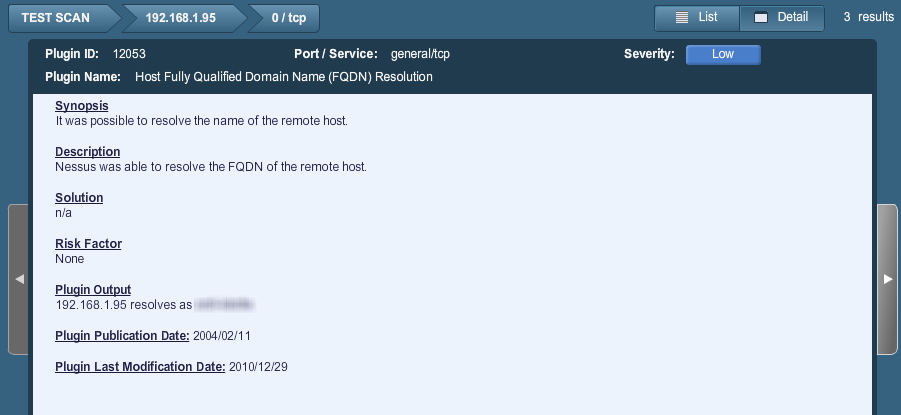 TEST SCAN 192.168.1.95 0 / tcp List Detail 3 results
Plugin ID: 12053 Port / Service: general/tcp Severity: Low
Plugin Name: Host Fully Qualified Domain Name (FQDN) Resolution
Synopsis
It was possible to resolve the name of the remote host.
Description
Nessus was able to resolve the FQDN of the remote host.
Solution
n/a
Risk Factor
None
Plugin Output
192.168.1.95 resolves as
Plugin Publication Date: 2004/02/11
Plugin Last Modification Date: 2010/12/29